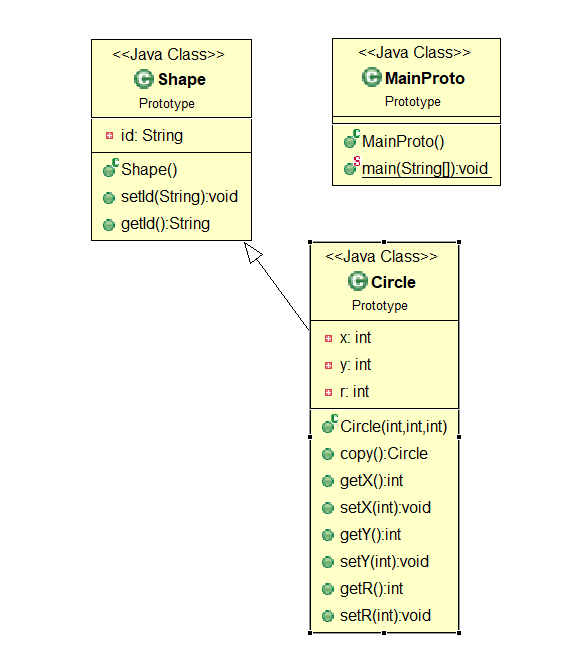 <<Java Class>>
C Shape
Prototype
id: String
C Shape()
setId(String):void
getId():String
<<Java Class>>
C MainProto
Prototype
C MainProto()
S main(String[]):void
<<Java Class>>
C Circle
Prototype
x: int
y: int
r: int
C Circle(int,int,int)
copy():Circle
getX():int
setX(int):void
getY():int
setY(int):void
getR():int
setR(int):void